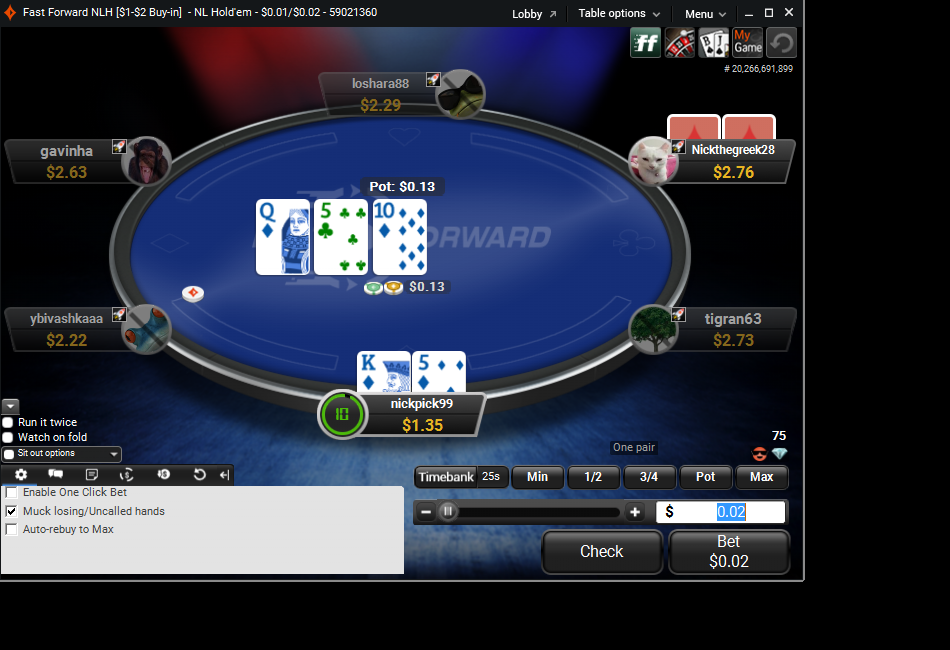 Fast Forward NLH [$1-$2 Buy-in] - NL Hold'em - $0.01/$0.02 - 59021360
Lobby
Table options
Menu
ff
My Game
# 20,266,691,899
loshara88
$2.29
gavinha
$2.63
Nickthegreek28
$2.76
Pot: $0.13
Q
5
10
FORWARD
$0.13
ybivashkaaa
$2.22
tigran63
$2.73
K
5
nickpick99
$1.35
10
Run it twice
Watch on fold
Sit out options
One pair
75
Timebank
25s
Min
1/2
3/4
Pot
Max
Enable One Click Bet
Muck losing/Uncalled hands
Auto-rebuy to Max
$ 0.02
Check
Bet
$0.02